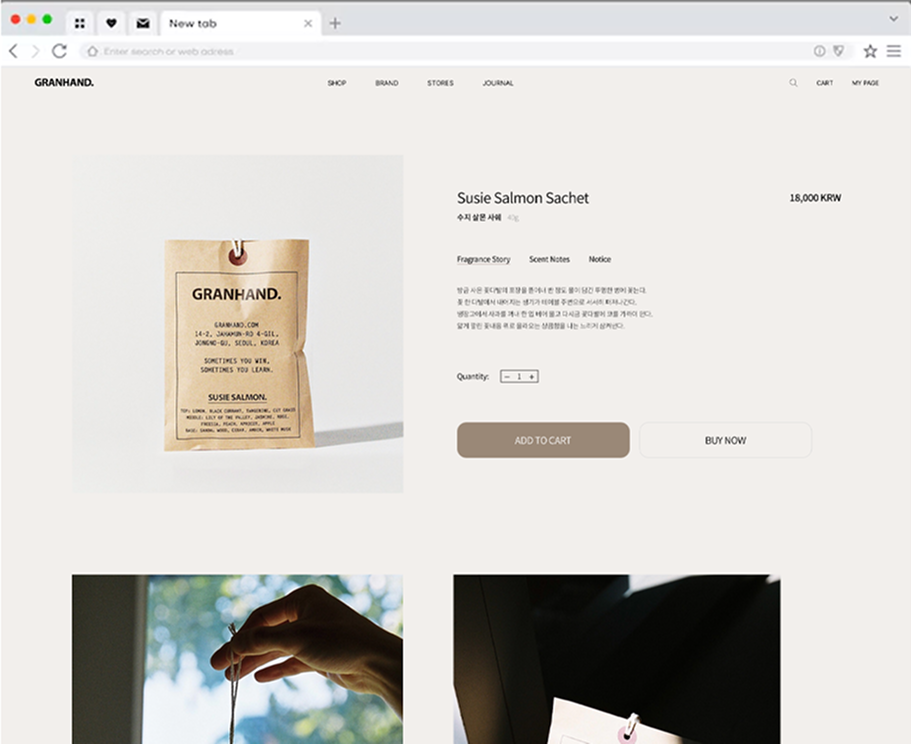 New tab
Enter search or web adress
GRANHAND.
SHOP
BRAND
STORES
JOURNAL
CART
MY PAGE
Susie Salmon Sachet
18,000 KRW
수지 살몬 사쉐 40g
Fragrance Story
Scent Notes
Notice
Quantity:
− 1 +
ADD TO CART
BUY NOW
GRANHAND.
GRANHAND.COM
14-2, JAHAMUN-RO 4-GIL,
JONGNO-GU, SEOUL, KOREA
SOMETIMES YOU WIN,
SOMETIMES YOU LEARN.
SUSIE SALMON.
TOP: LEMON, BLACK CURRANT, TANGERINE, CUT GRASS
MIDDLE: LILY OF THE VALLEY, JASMINE, ROSE,
FREESIA, PEACH, APRICOT, APPLE
BASE: SANDAL WOOD, CEDAR, AMBER, WHITE MUSK